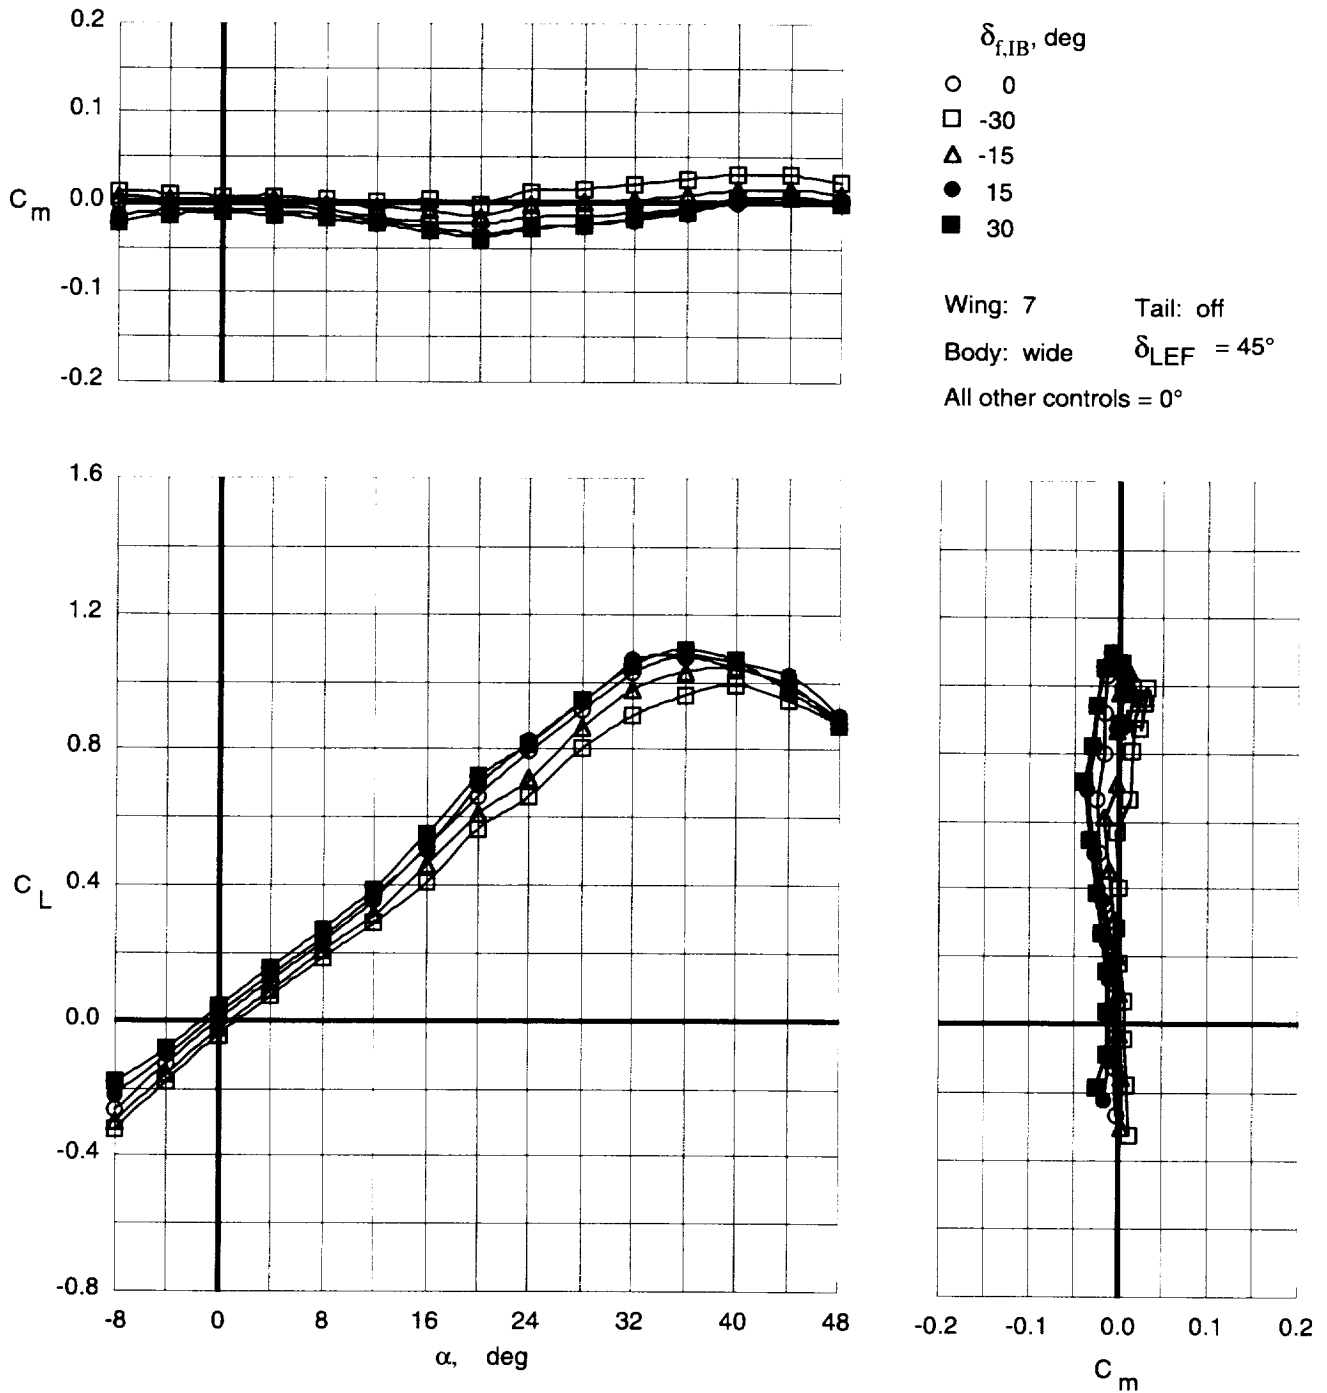 0.2
0.1
C_m 0.0
-0.1
-0.2
δ_f,IB, deg
0
-30
-15
15
30
Wing: 7 Tail: off
Body: wide δ_LEF = 45°
All other controls = 0°
1.6
1.2
0.8
C_L 0.4
0.0
-0.4
-0.8
-8 0 8 16 24 32 40 48
α, deg
-0.2 -0.1 0.0 0.1 0.2
C_m